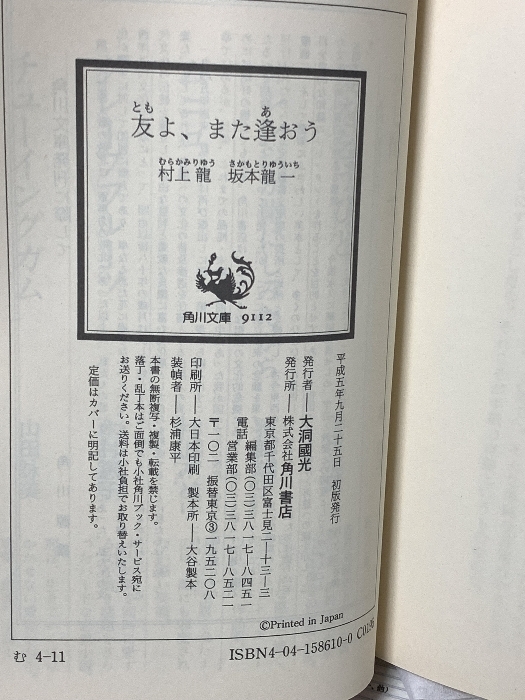 とも あ
友よ、また逢おう
むらかみりゆう さかもとりゆういち
村上龍 坂本龍一
角川文庫 9112
平成五年九月二十五日 初版発行
発行者——大洞國光
発行所——株式会社角川書店
東京都千代田区富士見二—十三—三
電話 編集部(〇三)三八一七—八四五一
営業部(〇三)三八一七—八五二一
〒一〇二 振替東京③一九五二〇八
印刷所——大日本印刷 製本所——大谷製本
装幀者——杉浦康平
本書の無断複写・複製・転載を禁じます。
落丁・乱丁本はご面倒でも小社角川ブック・サービス宛に
お送りください。送料は小社負担でお取り替えいたします。
定価はカバーに明記してあります。
©Printed in Japan
む 4-11
ISBN4-04-158610-0